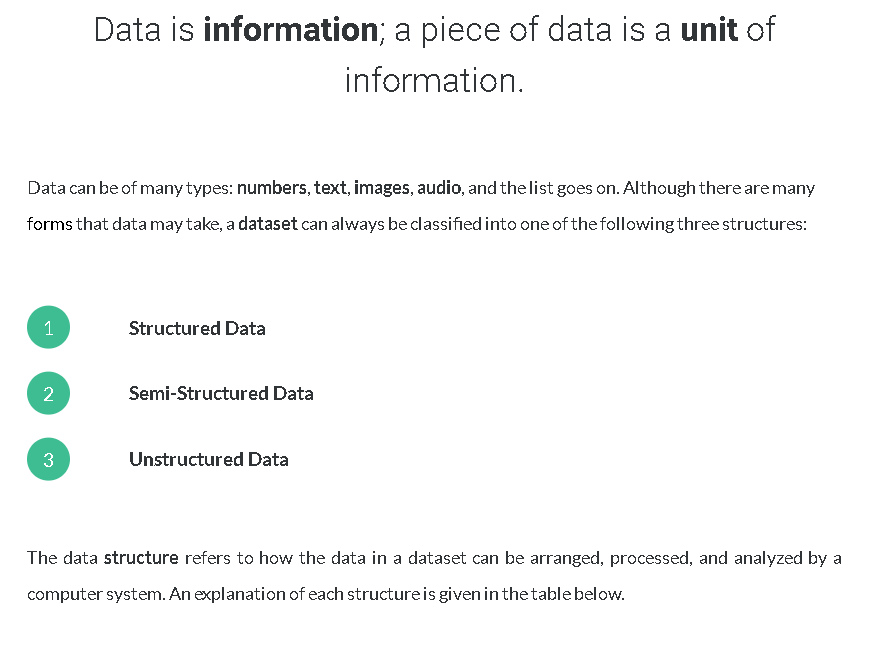 Data is information; a piece of data is a unit of
information.
Data can be of many types: numbers, text, images, audio, and the list goes on. Although there are many
forms that data may take, a dataset can always be classified into one of the following three structures:
1 Structured Data
2 Semi-Structured Data
3 Unstructured Data
The data structure refers to how the data in a dataset can be arranged, processed, and analyzed by a
computer system. An explanation of each structure is given in the table below.